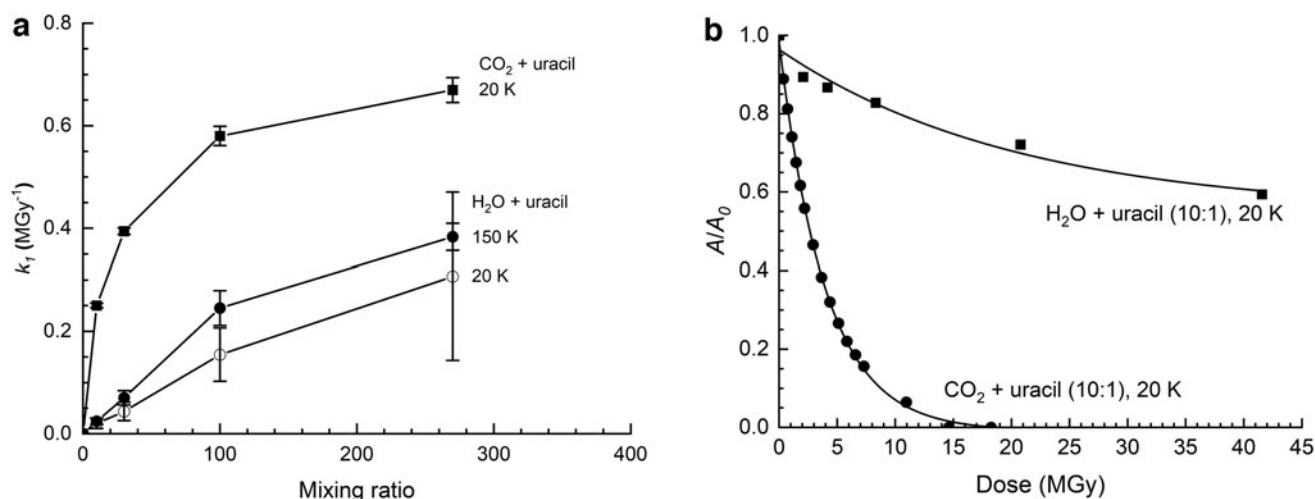 a
0.8
0.6
0.4
0.2
0.0
k₁ (MGy⁻¹)
CO₂ + uracil
20 K
H₂O + uracil
150 K
20 K
0 100 200 300 400
Mixing ratio
b
1.0
0.8
0.6
0.4
0.2
0.0
A/A₀
H₂O + uracil (10:1), 20 K
CO₂ + uracil (10:1), 20 K
0 5 10 15 20 25 30 35 40 45
Dose (MGy)